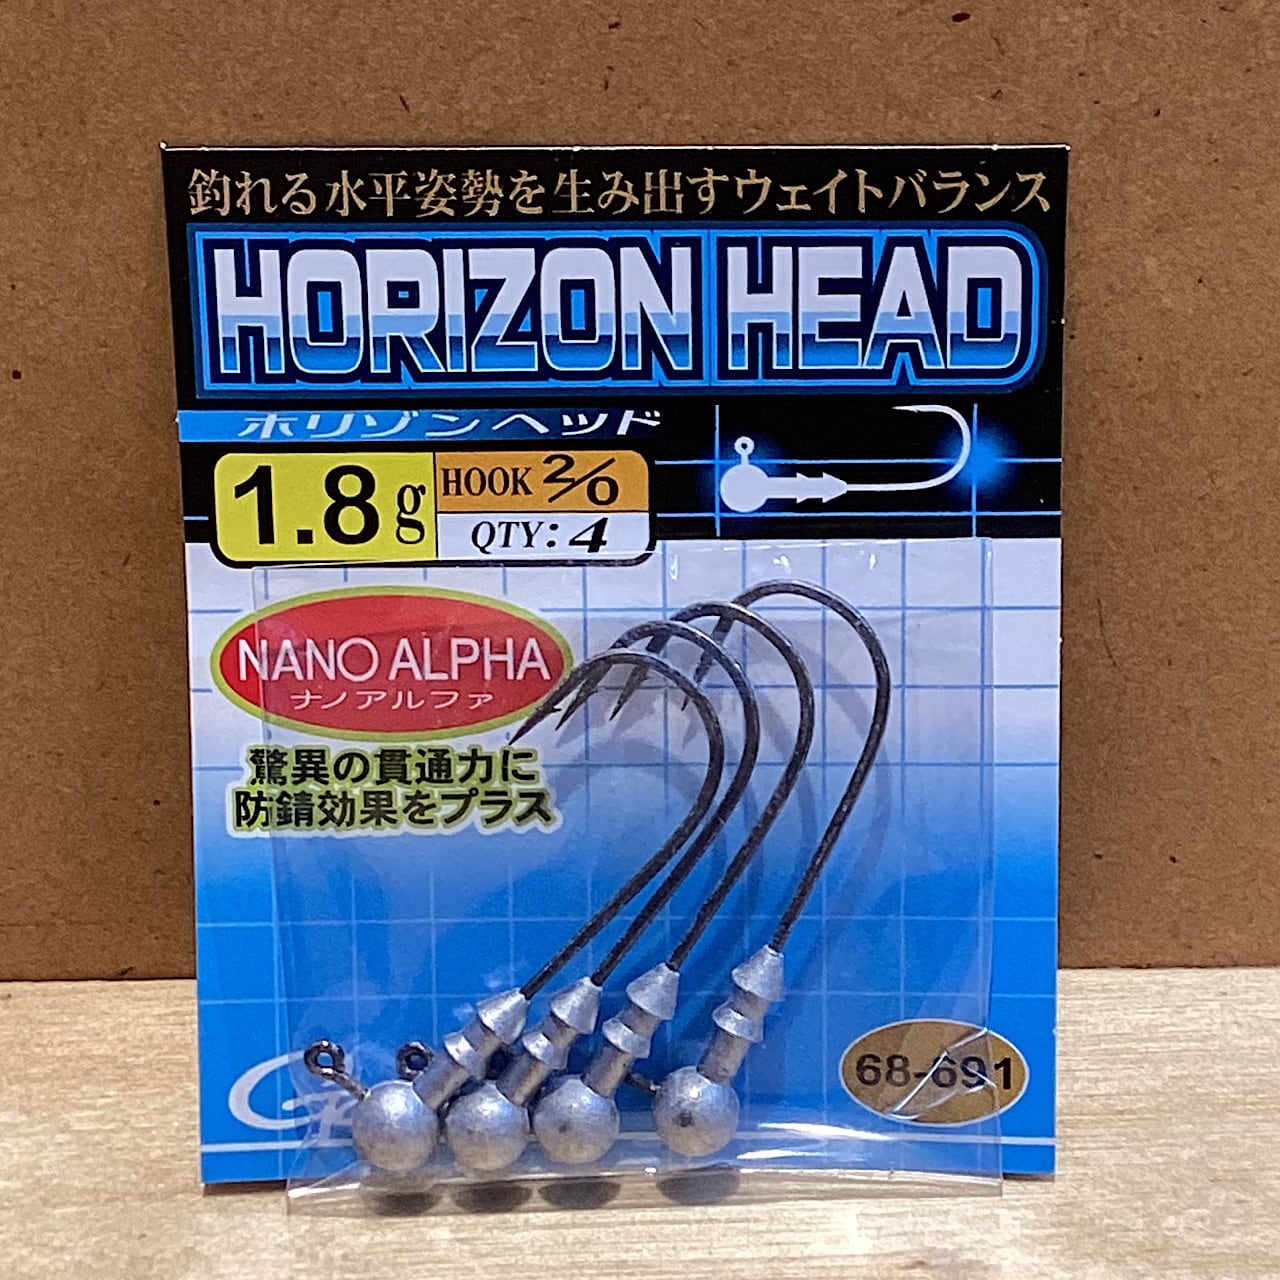 釣れる水平姿勢を生み出すウェイトバランス
HORIZON HEAD
ホリゾンヘッド
1.8g
HOOK 2/0
QTY: 4
NANO ALPHA
ナノアルファ
驚異の貫通力に
防錆効果をプラス
68-691